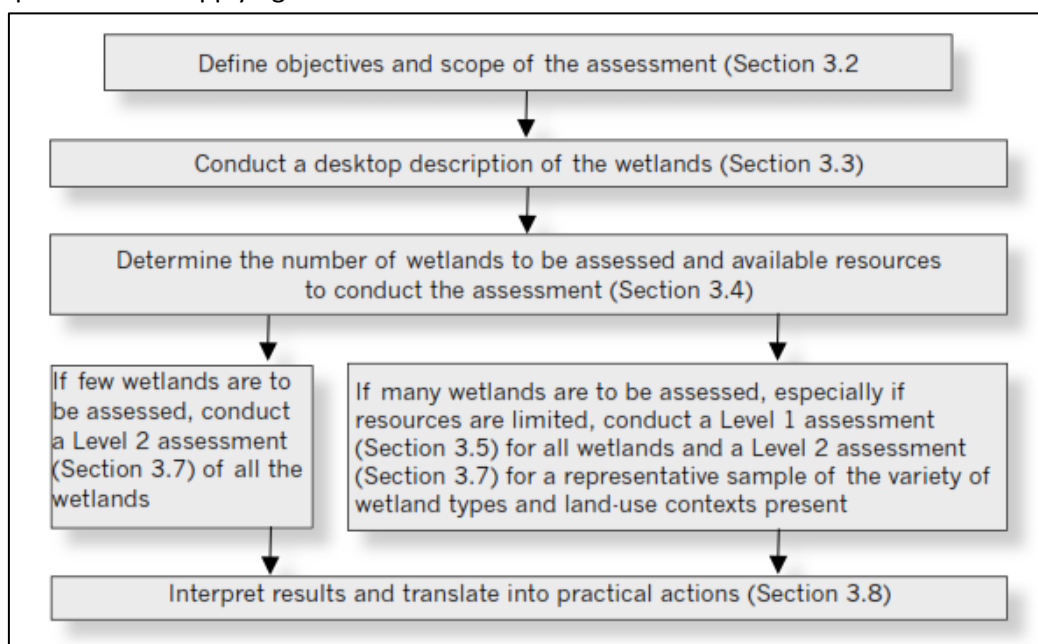 Define objectives and scope of the assessment (Section 3.2
Conduct a desktop description of the wetlands (Section 3.3)
Determine the number of wetlands to be assessed and available resources
to conduct the assessment (Section 3.4)
If few wetlands are to
be assessed, conduct
a Level 2 assessment
(Section 3.7) of all the
wetlands
If many wetlands are to be assessed, especially if
resources are limited, conduct a Level 1 assessment
(Section 3.5) for all wetlands and a Level 2 assessment
(Section 3.7) for a representative sample of the variety of
wetland types and land-use contexts present
Interpret results and translate into practical actions (Section 3.8)